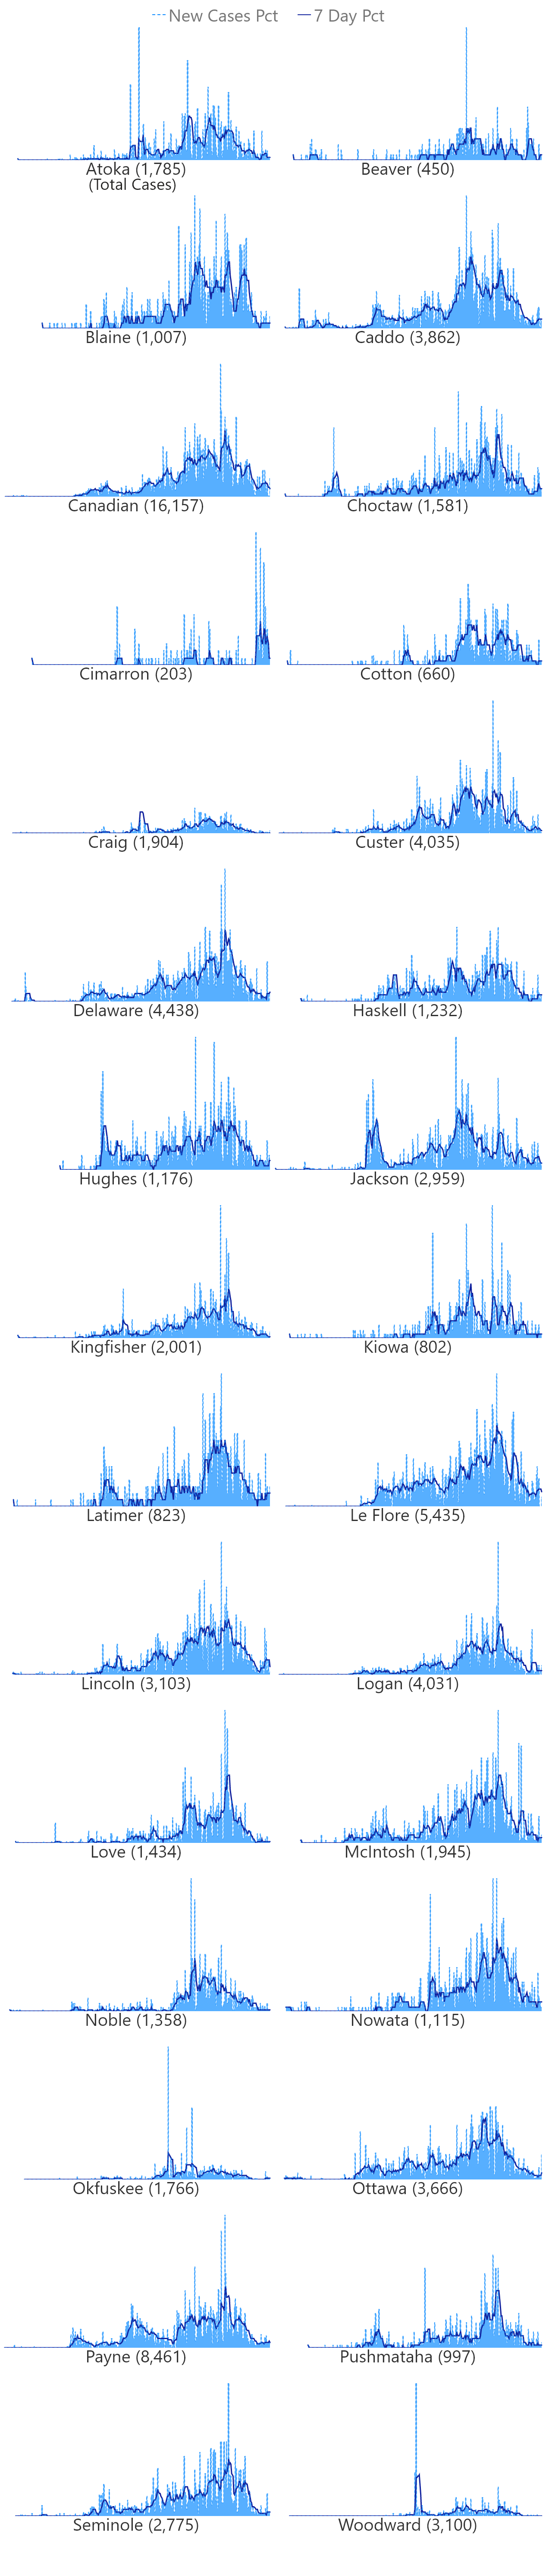 New Cases Pct 7 Day Pct
Atoka (1,785) Beaver (450)
(Total Cases)
Blaine (1,007) Caddo (3,862)
Canadian (16,157) Choctaw (1,581)
Cimarron (203) Cotton (660)
Craig (1,904) Custer (4,035)
Delaware (4,438) Haskell (1,232)
Hughes (1,176) Jackson (2,959)
Kingfisher (2,001) Kiowa (802)
Latimer (823) Le Flore (5,435)
Lincoln (3,103) Logan (4,031)
Love (1,434) McIntosh (1,945)
Noble (1,358) Nowata (1,115)
Okfuskee (1,766) Ottawa (3,666)
Payne (8,461) Pushmataha (997)
Seminole (2,775) Woodward (3,100)